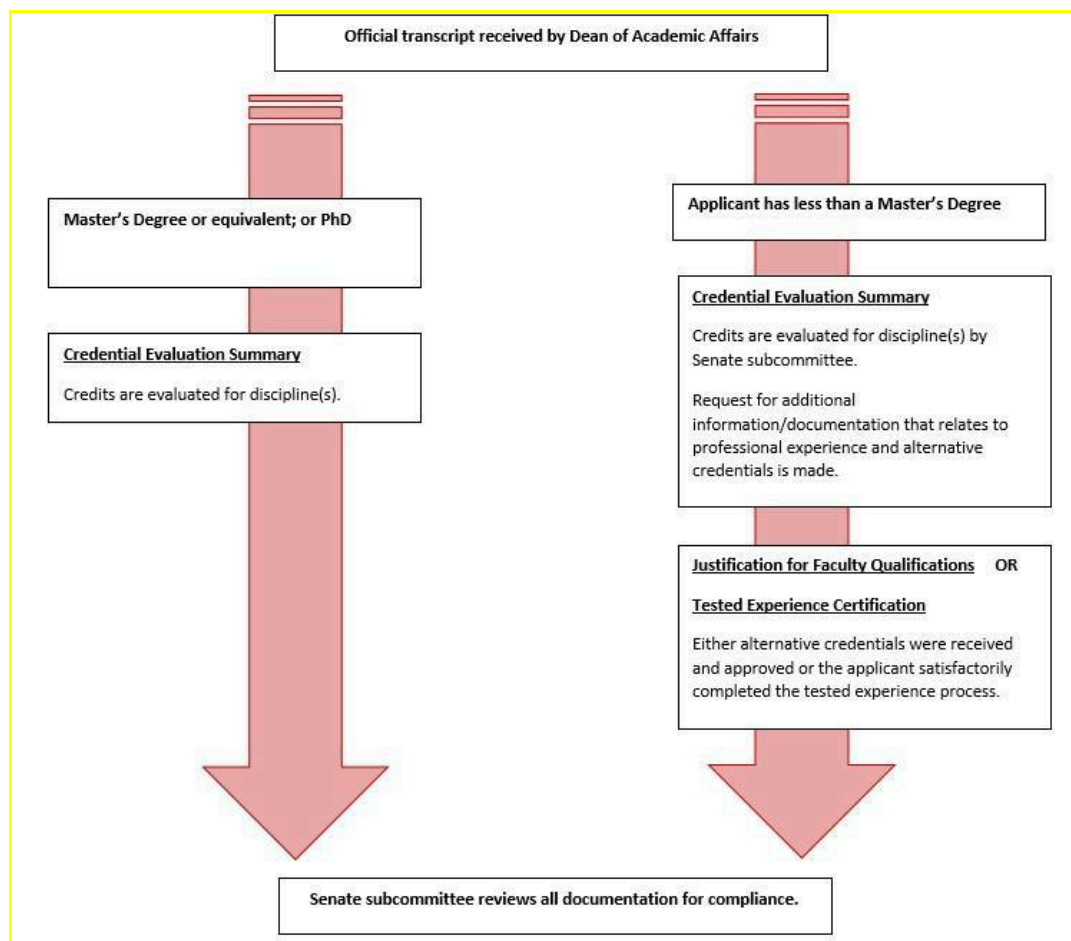 Official transcript received by Dean of Academic Affairs
Master's Degree or equivalent; or PhD
Credential Evaluation Summary
Credits are evaluated for discipline(s).
Applicant has less than a Master's Degree
Credential Evaluation Summary
Credits are evaluated for discipline(s) by
Senate subcommittee.
Request for additional
information/documentation that relates to
professional experience and alternative
credentials is made.
Justification for Faculty Qualifications OR
Tested Experience Certification
Either alternative credentials were received
and approved or the applicant satisfactorily
completed the tested experience process.
Senate subcommittee reviews all documentation for compliance.